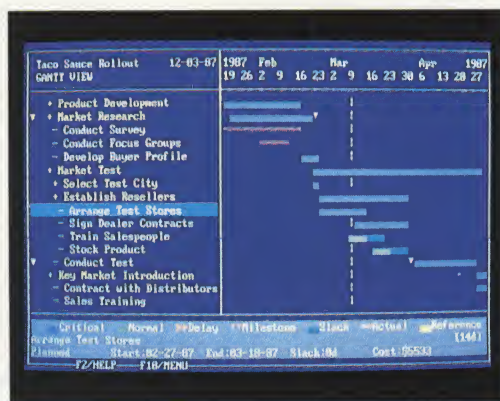 Taco Sauce Rollout 12-03-87 1987 Feb Mar Apr 1987
GANTT VIEW 19 26 2 9 16 23 2 9 16 23 30 6 13 20 27
Product Development
Market Research
- Conduct Survey
- Conduct Focus Groups
- Develop Buyer Profile
Market Test
Select Test City
Establish Resellers
- Arrange Test Stores
- Sign Dealer Contracts
- Train Salespeople
- Stock Product
- Conduct Test
Key Market Introduction
- Contract with Distributors
- Sales Training
Critical Normal Delay Milestone Slack Actual Reference
Arrange Test Stores [14d]
Planned Start:02-27-87 End:03-18-87 Slack:0d Cost:$5533
F2/HELP F10/MENU